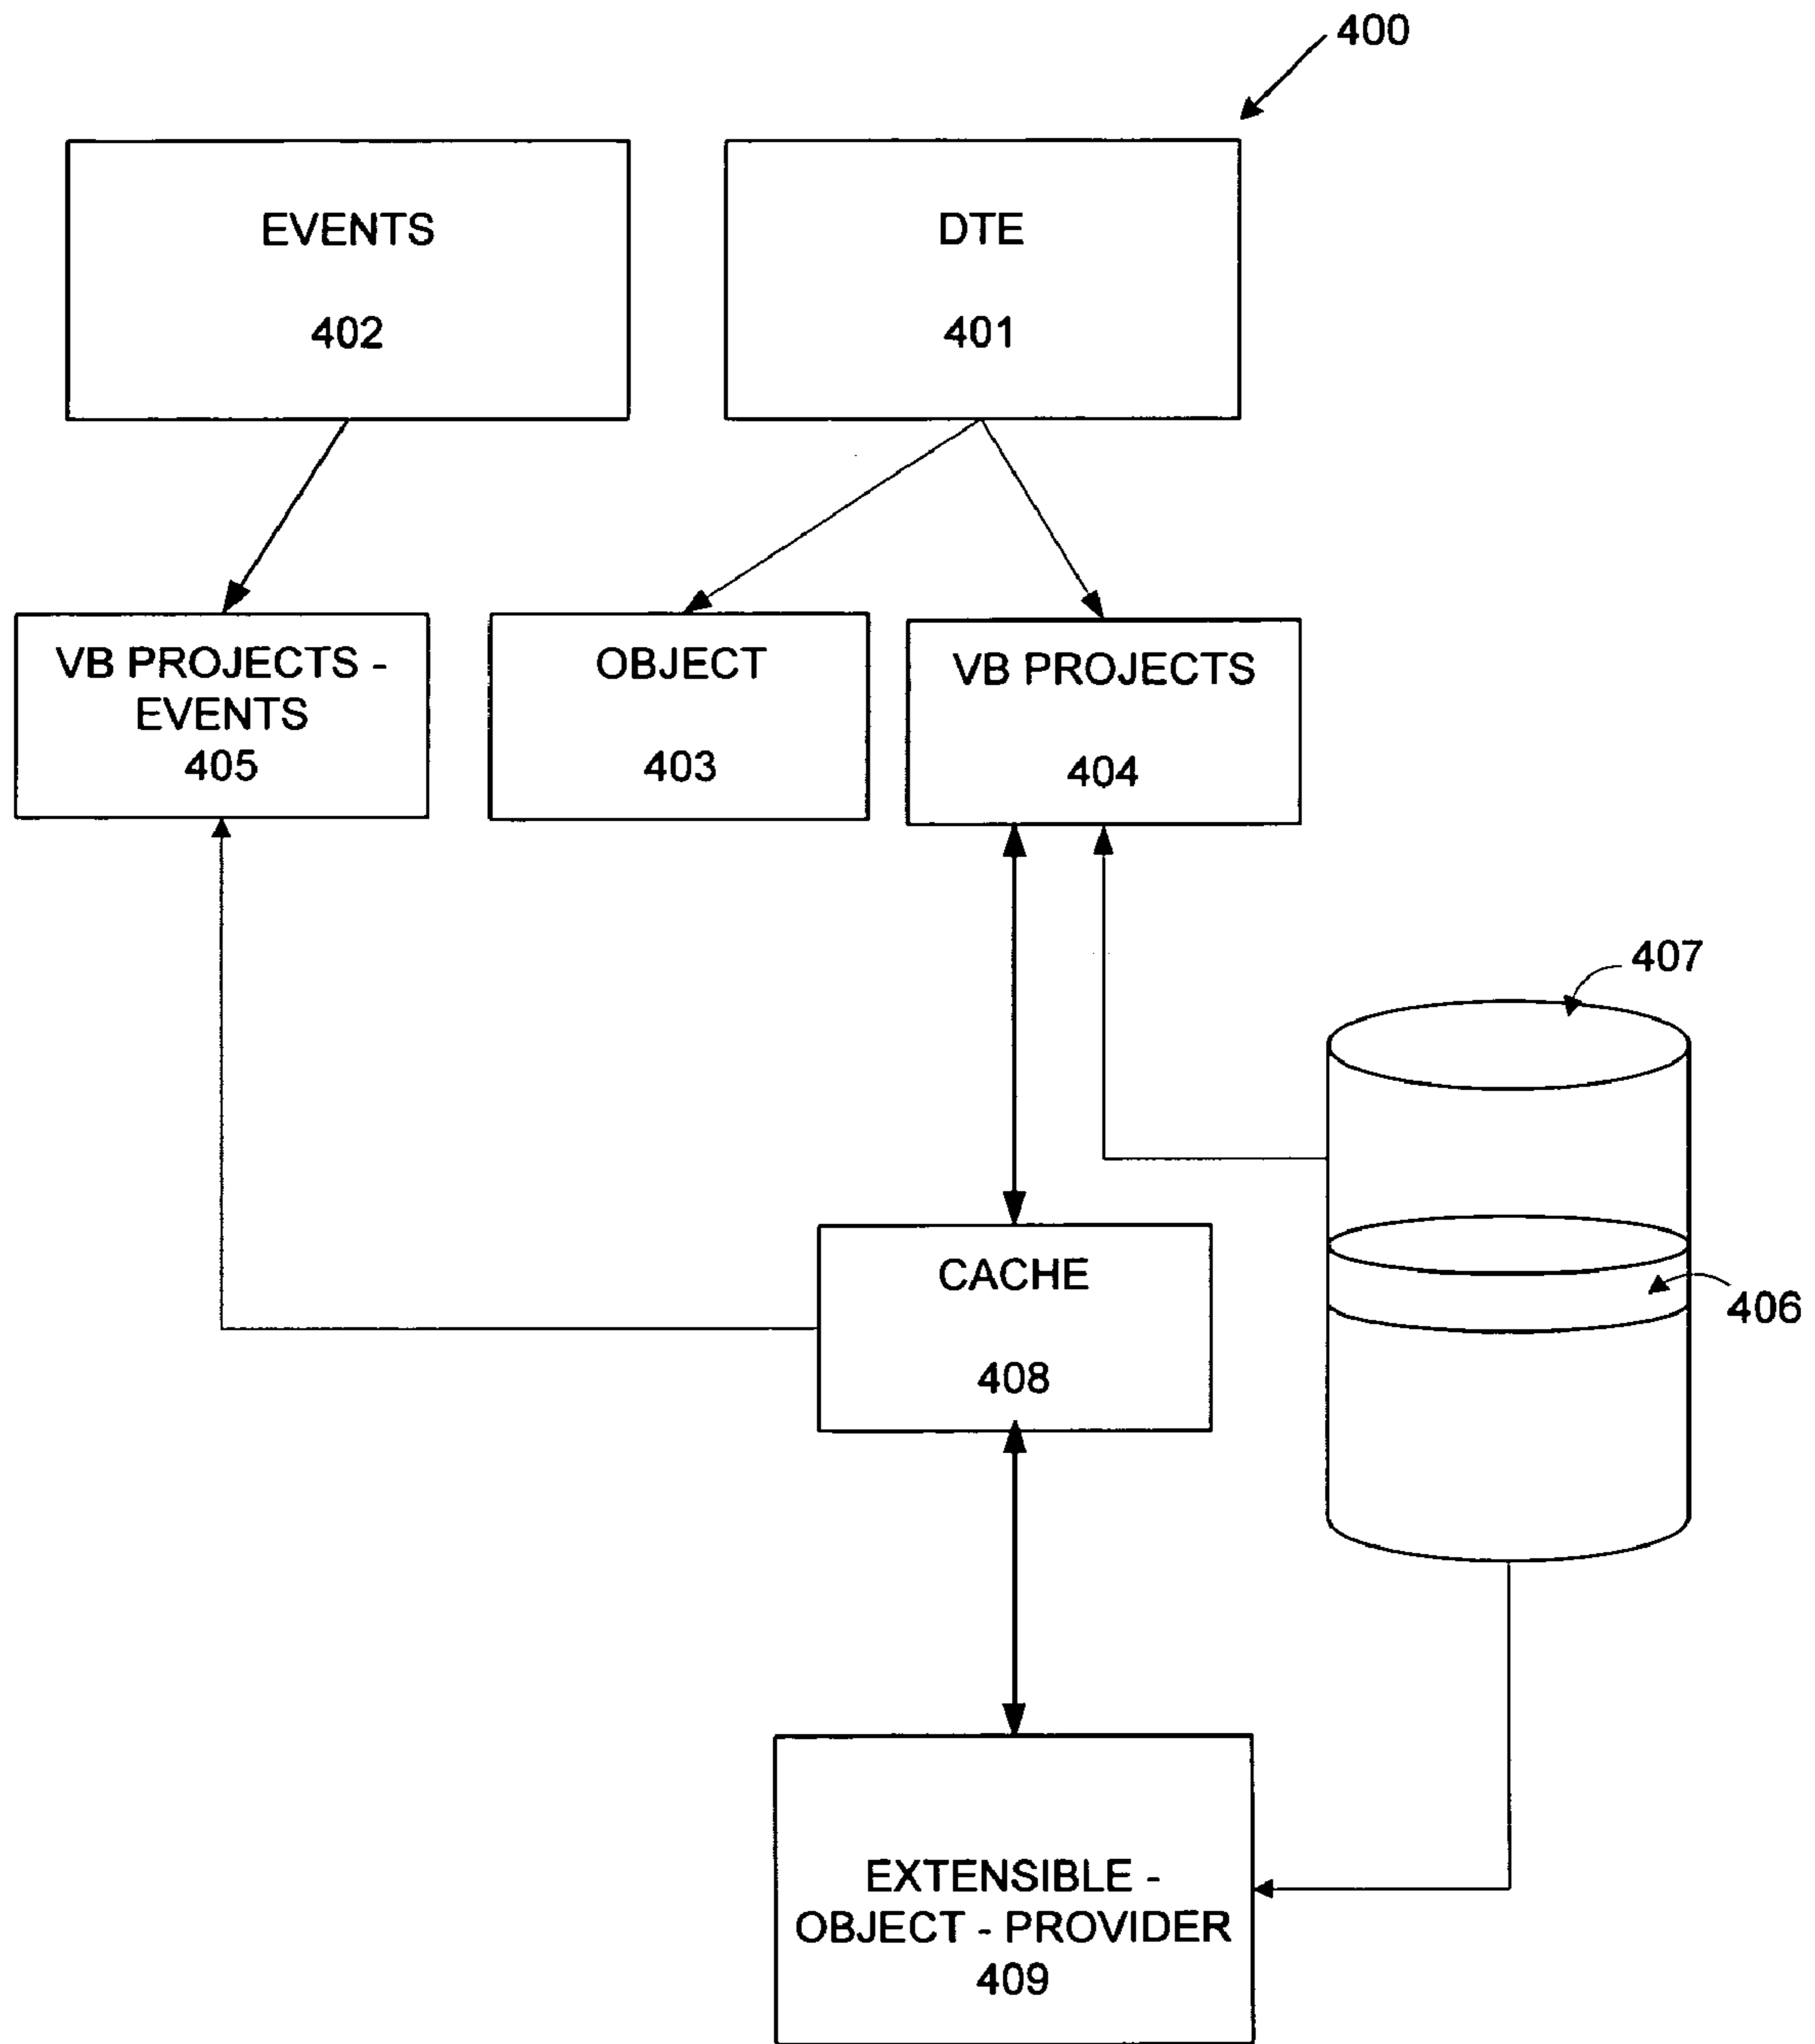 400
EVENTS
402
DTE
401
VB PROJECTS -
EVENTS
405
OBJECT
403
VB PROJECTS
404
407
CACHE
408
406
EXTENSIBLE -
OBJECT - PROVIDER
409